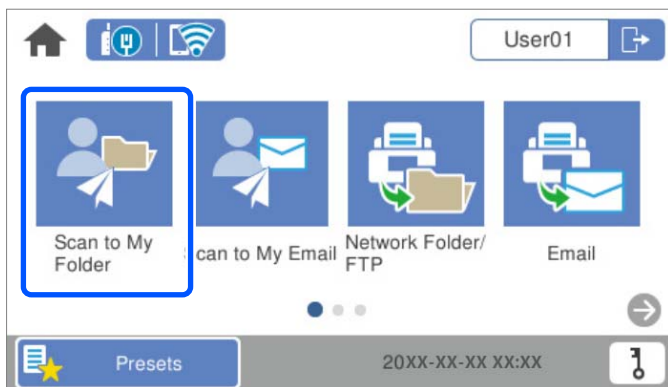 User01
Scan to My
Folder
can to My Email
Network Folder/
FTP
Email
Presets
20XX-XX-XX XX:XX